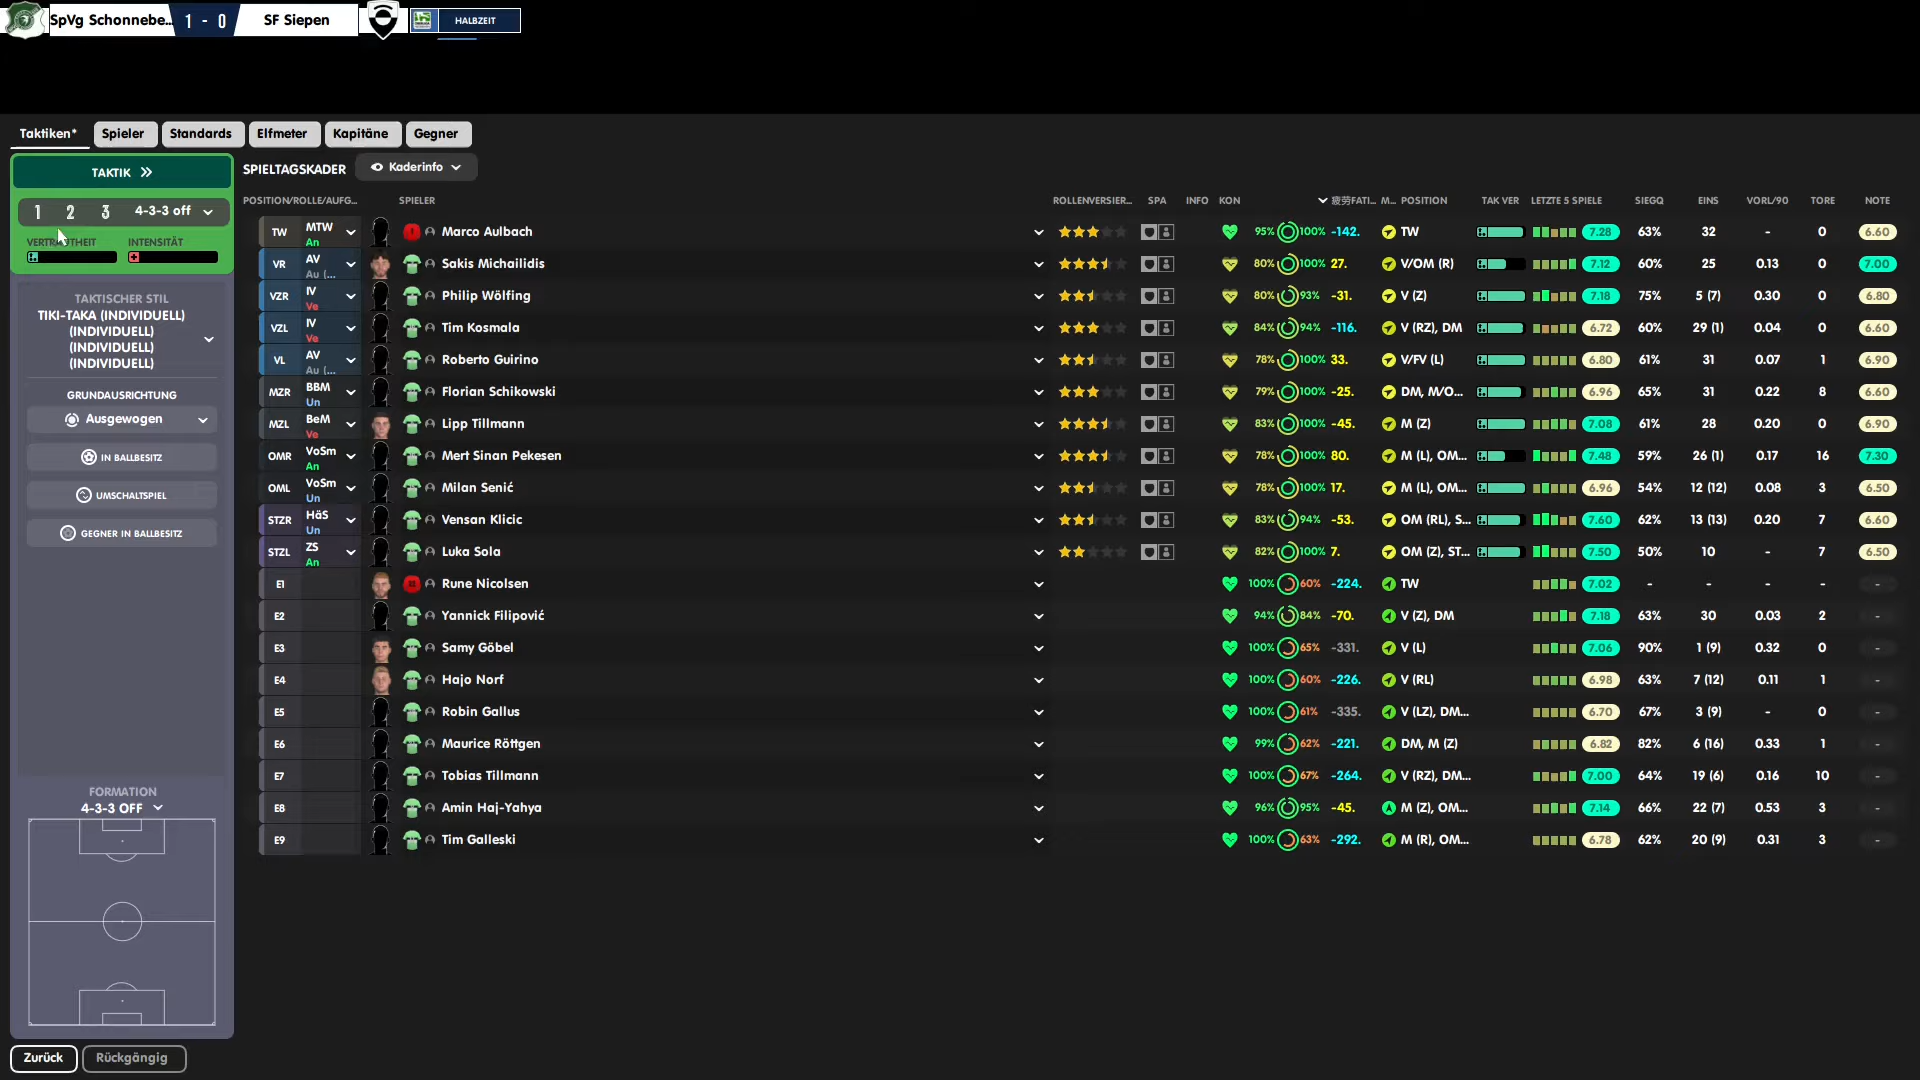 SpVg Schonnebe... 1 - 0 SF Siepen HALBZEIT
Taktiken* Spieler Standards Elfmeter Kapitäne Gegner
TAKTIK
1 2 3 4-3-3 off
VERTRAUTHEIT INTENSITÄT
TAKTISCHER STIL
TIKI-TAKA (INDIVIDUELL)
(INDIVIDUELL)
(INDIVIDUELL)
(INDIVIDUELL)
GRUNDAUSRICHTUNG
Ausgewogen
IN BALLBESITZ
UMSCHALTSPIEL
GEGNER IN BALLBESITZ
FORMATION
4-3-3 OFF
SPIELTAGSKADER Kaderinfo
POSITION/ROLLE/AUFG... SPIELER ROLLENVERSIER... SPA INFO KON 疲労FATI... M... POSITION TAK VER LETZTE 5 SPIELE SIEGQ EINS VORL/90 TORE NOTE
TW MTW An Marco Aulbach 95% 100% -142. TW 7.28 63% 32 - 0 6.60
VR AV Au (... Sakis Michailidis 80% 100% 27. V/OM (R) 7.12 60% 25 0.13 0 7.00
VZR IV Ve Philip Wölfing 80% 93% -31. V (Z) 7.18 75% 5 (7) 0.30 0 6.80
VZL IV Ve Tim Kosmala 84% 94% -116. V (RZ), DM 6.72 60% 29 (1) 0.04 0 6.60
VL AV Au (... Roberto Guirino 78% 100% 33. V/FV (L) 6.80 61% 31 0.07 1 6.90
MZR BBM Un Florian Schikowski 79% 100% -25. DM, M/O... 6.96 65% 31 0.22 8 6.60
MZL BeM Ve Lipp Tillmann 83% 100% -45. M (Z) 7.08 61% 28 0.20 0 6.90
OMR VoSm An Mert Sinan Pekesen 78% 100% 80. M (L), OM... 7.48 59% 26 (1) 0.17 16 7.30
OML VoSm Un Milan Senić 78% 100% 17. M (L), OM... 6.96 54% 12 (12) 0.08 3 6.50
STZR HäS Un Vensan Klicic 83% 94% -53. OM (RL), S... 7.60 62% 13 (13) 0.20 7 6.60
STZL ZS An Luka Sola 82% 100% 7. OM (Z), ST... 7.50 50% 10 - 7 6.50
E1 Rune Nicolsen 100% 60% -224. TW 7.02 - - - - -
E2 Yannick Filipović 94% 84% -70. V (Z), DM 7.18 63% 30 0.03 2 -
E3 Samy Göbel 100% 65% -331. V (L) 7.06 90% 1 (9) 0.32 0 -
E4 Hajo Norf 100% 60% -226. V (RL) 6.98 63% 7 (12) 0.11 1 -
E5 Robin Gallus 100% 61% -335. V (LZ), DM... 6.70 67% 3 (9) - 0 -
E6 Maurice Röttgen 99% 62% -221. DM, M (Z) 6.82 82% 6 (16) 0.33 1 -
E7 Tobias Tillmann 100% 67% -264. V (RZ), DM... 7.00 64% 19 (6) 0.16 10 -
E8 Amin Haj-Yahya 96% 95% -45. M (Z), OM... 7.14 66% 22 (7) 0.53 3 -
E9 Tim Galleski 100% 63% -292. M (R), OM... 6.78 62% 20 (9) 0.31 3 -
Zurück Rückgängig